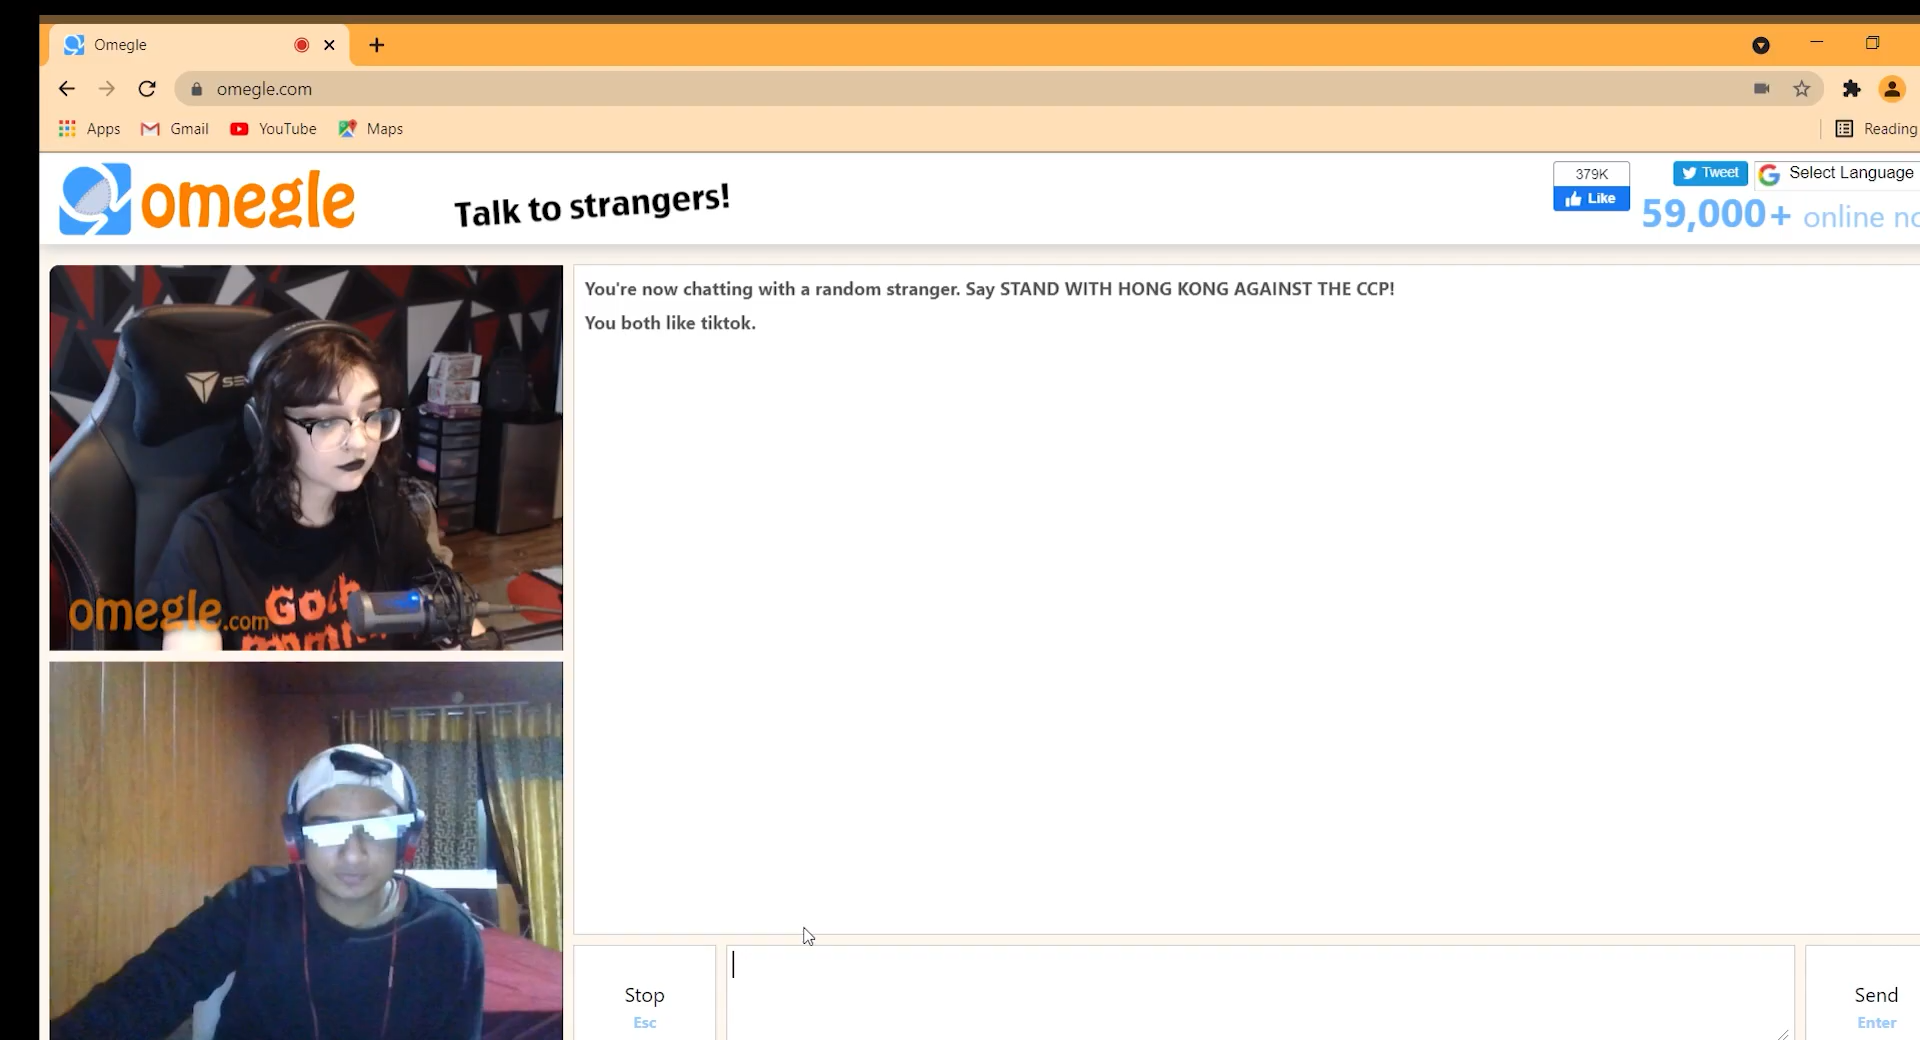 Omegle
omegle.com
Apps Gmail YouTube Maps
Reading
omegle
Talk to strangers!
379K
Like
Tweet
Select Language
59,000+ online no
You're now chatting with a random stranger. Say STAND WITH HONG KONG AGAINST THE CCP!
You both like tiktok.
omegle.com
Stop
Esc
Send
Enter